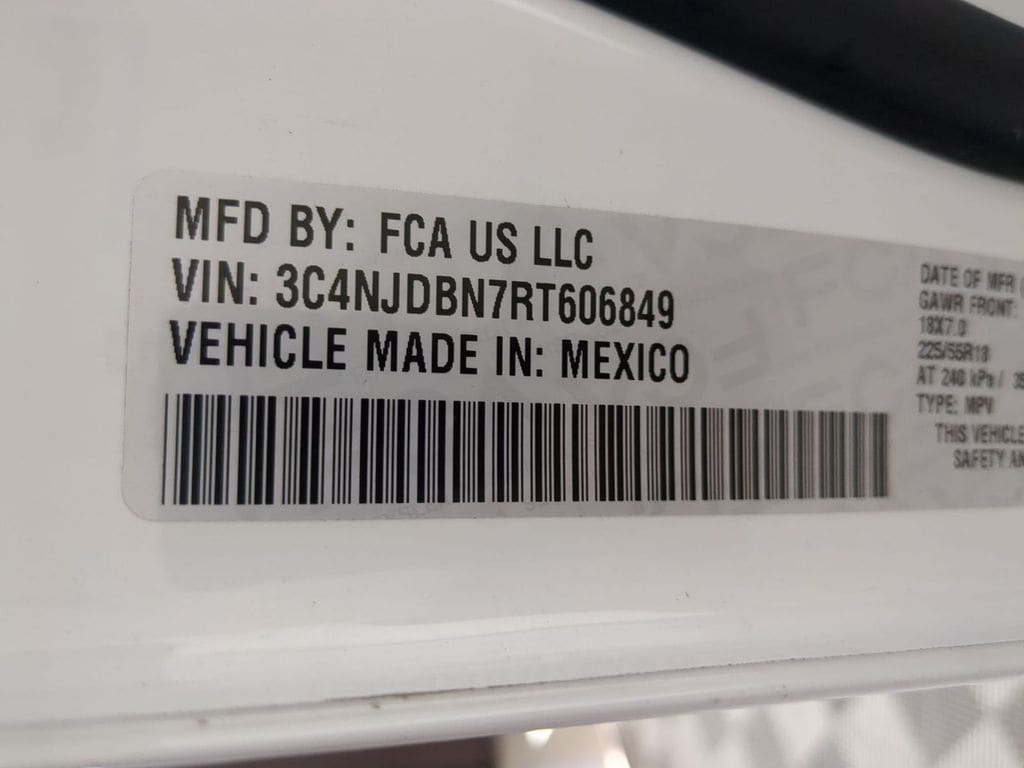 MFD BY: FCA US LLC
VIN: 3C4NJDBN7RT606849
VEHICLE MADE IN: MEXICO
DATE OF MFR
GAWR FRONT:
18X7.0
225/55R18
AT 240 kPa / 
TYPE: MPV
THIS VEHICLE
SAFETY